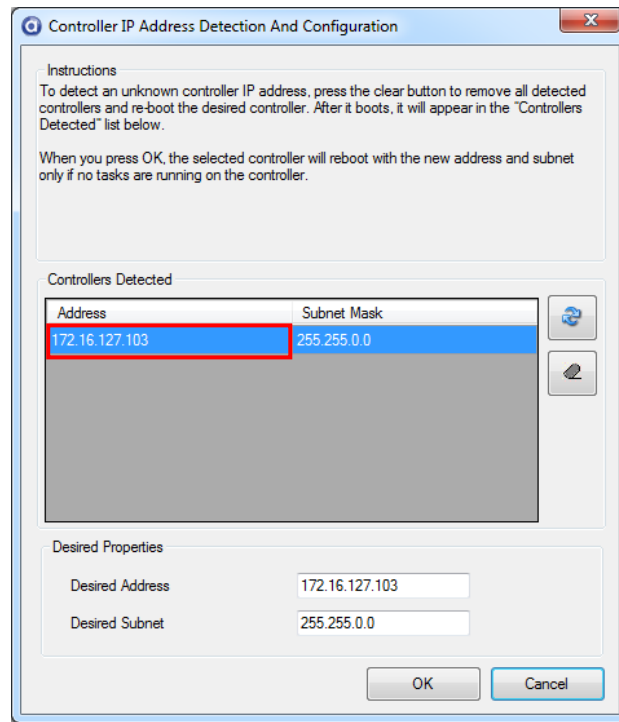 Controller IP Address Detection And Configuration
Instructions
To detect an unknown controller IP address, press the clear button to remove all detected
controllers and re-boot the desired controller. After it boots, it will appear in the "Controllers
Detected" list below.
When you press OK, the selected controller will reboot with the new address and subnet
only if no tasks are running on the controller.
Controllers Detected
Address Subnet Mask
172.16.127.103 255.255.0.0
Desired Properties
Desired Address 172.16.127.103
Desired Subnet 255.255.0.0
OK Cancel